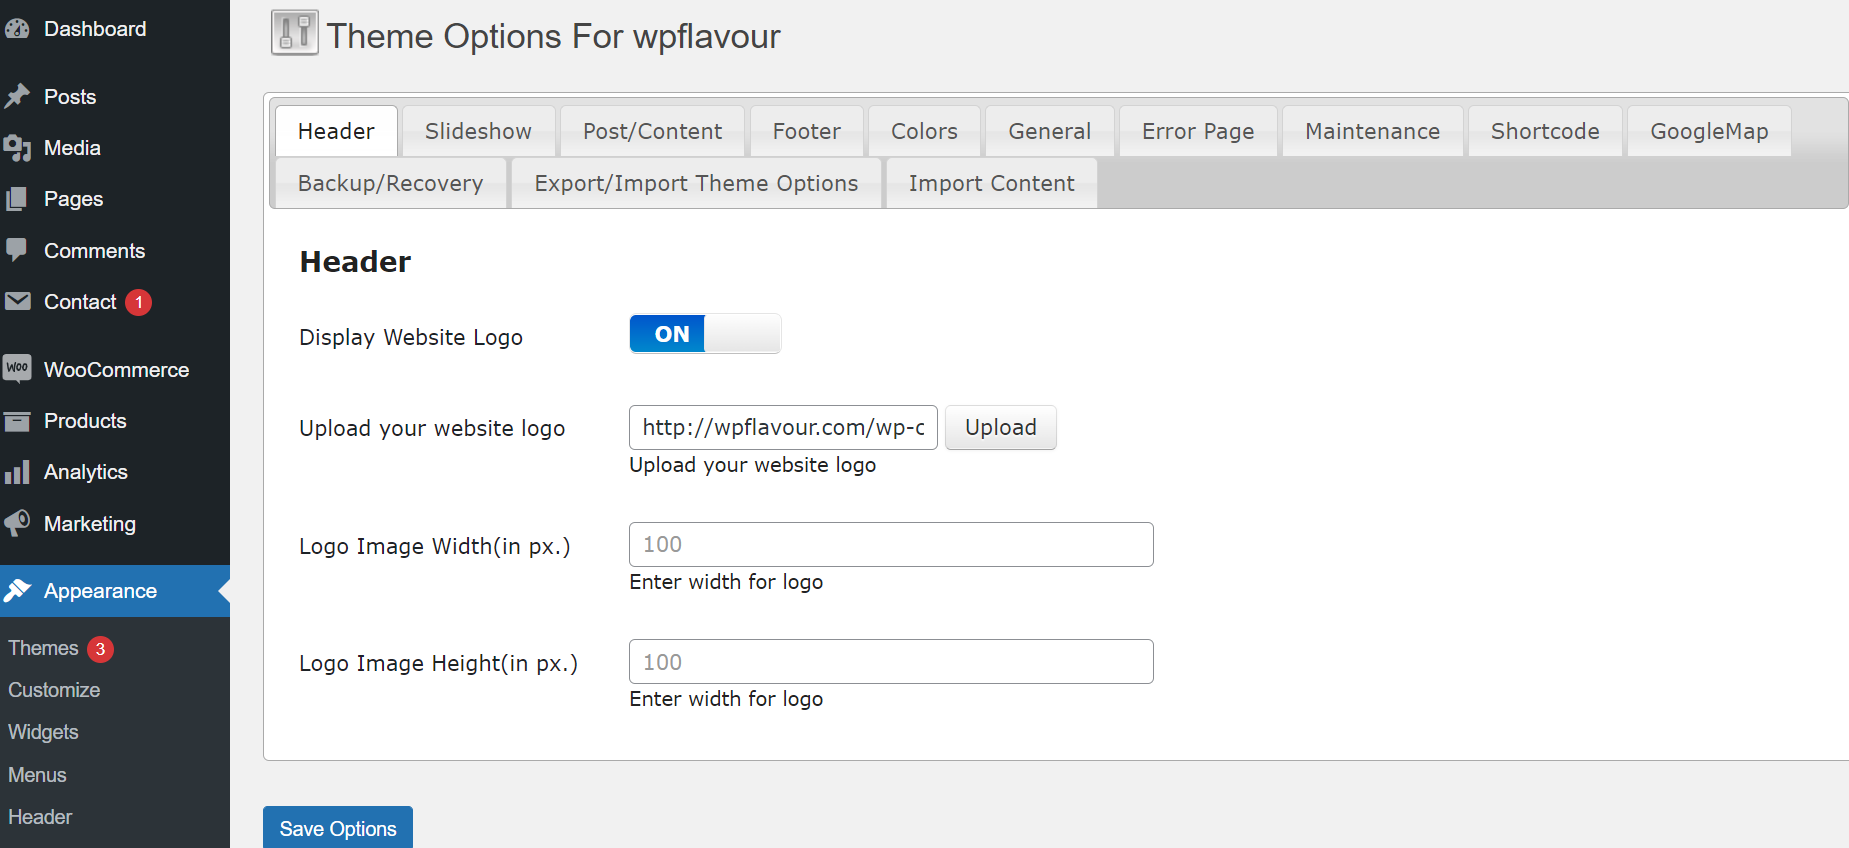 Dashboard
Posts
Media
Pages
Comments
Contact 1
Woo WooCommerce
Products
Analytics
Marketing
Appearance
Themes 3
Customize
Widgets
Menus
Header
Theme Options For wpflavour
Header Slideshow Post/Content Footer Colors General Error Page Maintenance Shortcode GoogleMap
Backup/Recovery Export/Import Theme Options Import Content
Header
Display Website Logo ON
Upload your website logo http://wpflavour.com/wp-c Upload
Upload your website logo
Logo Image Width(in px.) 100
Enter width for logo
Logo Image Height(in px.) 100
Enter width for logo
Save Options